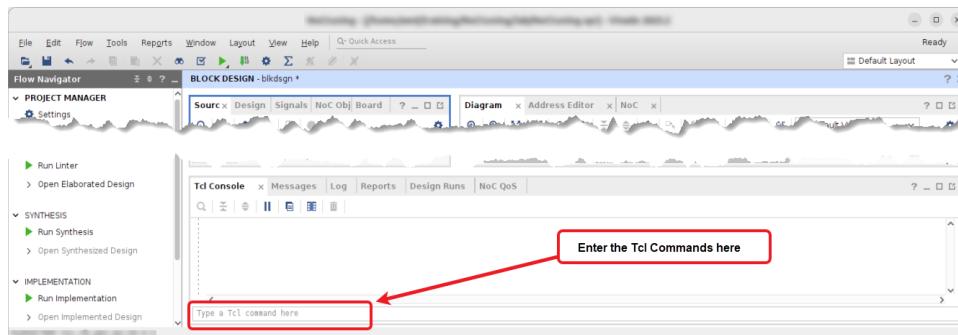 File Edit Flow Tools Reports Window Layout View Help Q- Quick Access Ready
Default Layout
Flow Navigator ? BLOCK DESIGN - blkdsgn * ?
PROJECT MANAGER
Settings
Sourc x Design Signals NoC Obj Board ? Diagram x Address Editor x NoC x ?
Run Linter
Open Elaborated Design
Tcl Console x Messages Log Reports Design Runs NoC QoS ?
SYNTHESIS
Run Synthesis
Open Synthesized Design
Enter the Tcl Commands here
IMPLEMENTATION
Run Implementation
Type a Tcl command here
Open Implemented Design